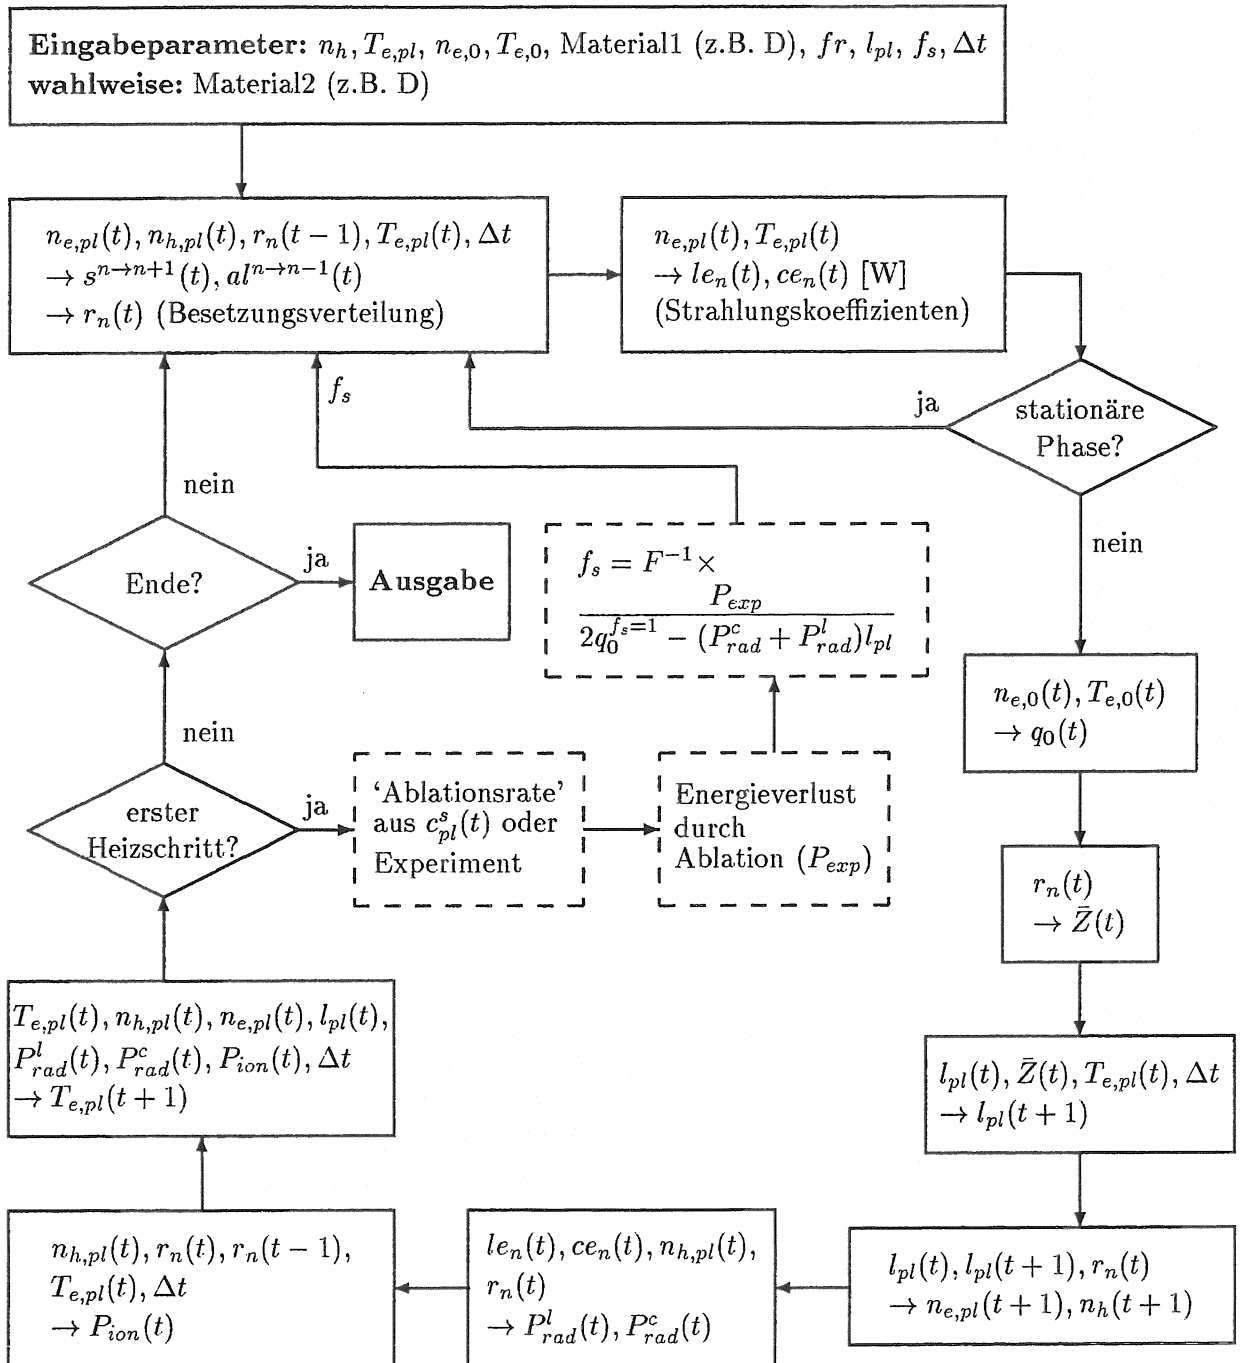 Eingabeparameter: n_h, T_{e,pl}, n_{e,0}, T_{e,0}, Material1 (z.B. D), fr, l_{pl}, f_s, Δt
wahlweise: Material2 (z.B. D)
n_{e,pl}(t), n_{h,pl}(t), r_n(t − 1), T_{e,pl}(t), Δt
→ s^{n→n+1}(t), al^{n→n−1}(t)
→ r_n(t) (Besetzungsverteilung)
n_{e,pl}(t), T_{e,pl}(t)
→ le_n(t), ce_n(t) [W]
(Strahlungskoeffizienten)
f_s
ja
stationäre
Phase?
nein
nein
Ende?
ja
Ausgabe
f_s = F^{−1}×
P_{exp}
2q_0^{f_s=1} − (P_{rad}^c + P_{rad}^l)l_{pl}
n_{e,0}(t), T_{e,0}(t)
→ q_0(t)
nein
erster
Heizschritt?
ja
‘Ablationsrate’
aus c_{pl}^s(t) oder
Experiment
Energieverlust
durch
Ablation (P_{exp})
r_n(t)
→ Z̄(t)
T_{e,pl}(t), n_{h,pl}(t), n_{e,pl}(t), l_{pl}(t),
P_{rad}^l(t), P_{rad}^c(t), P_{ion}(t), Δt
→ T_{e,pl}(t + 1)
l_{pl}(t), Z̄(t), T_{e,pl}(t), Δt
→ l_{pl}(t + 1)
n_{h,pl}(t), r_n(t), r_n(t − 1),
T_{e,pl}(t), Δt
→ P_{ion}(t)
le_n(t), ce_n(t), n_{h,pl}(t),
r_n(t)
→ P_{rad}^l(t), P_{rad}^c(t)
l_{pl}(t), l_{pl}(t + 1), r_n(t)
→ n_{e,pl}(t + 1), n_h(t + 1)